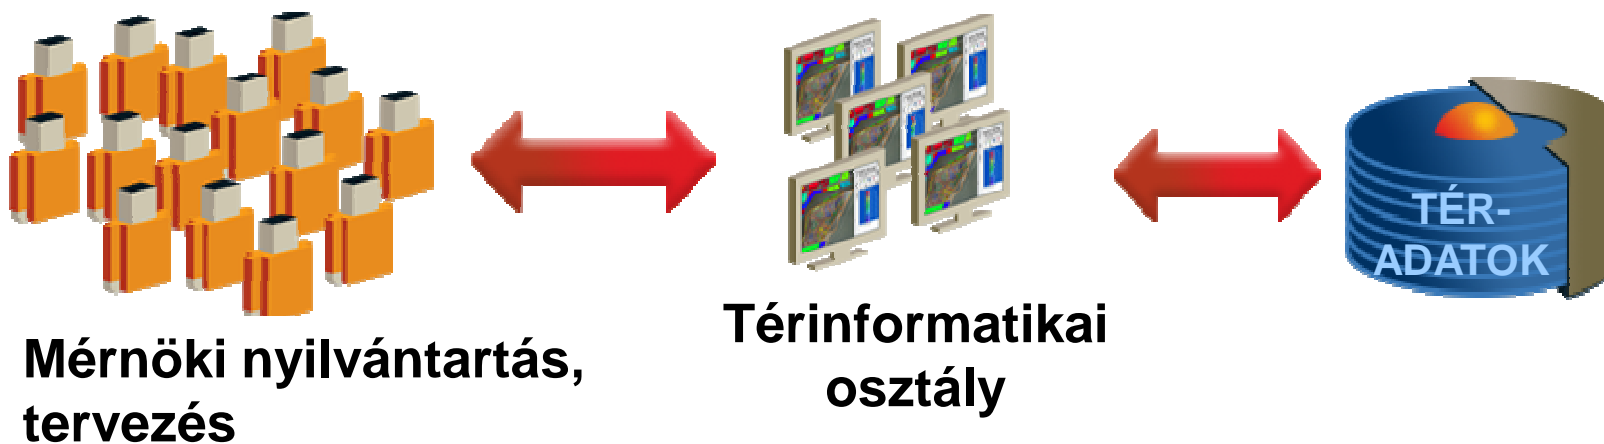 Mérnöki nyilvántartás,
tervezés
Térinformatikai
osztály
TÉR-
ADATOK